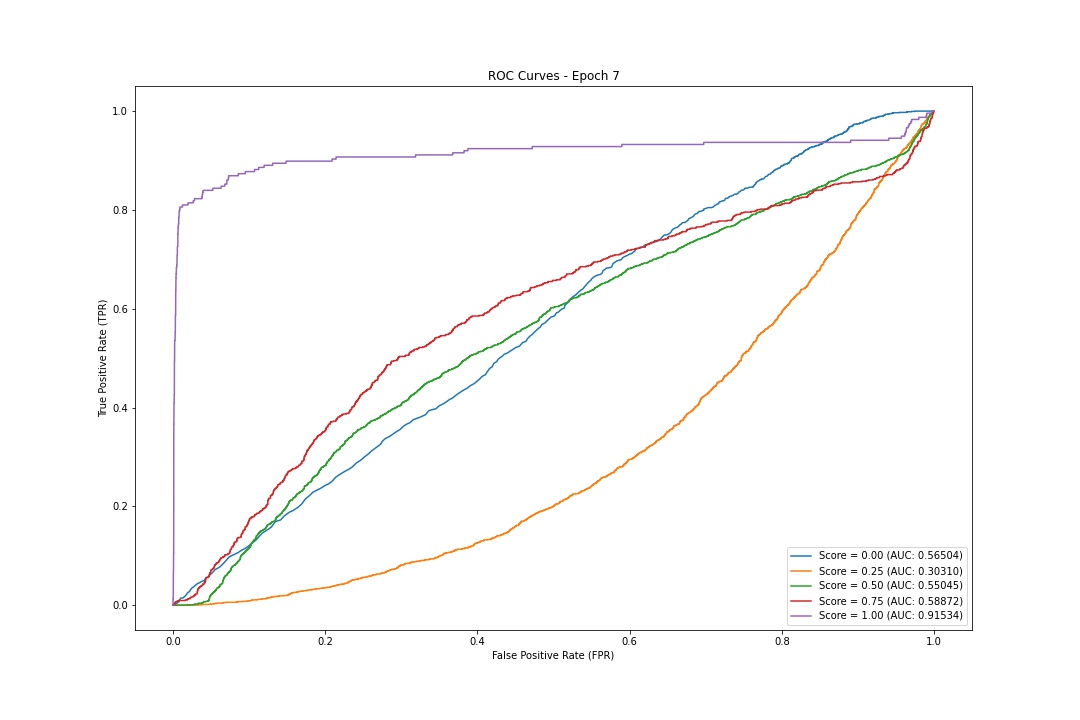 ROC Curves - Epoch 7
True Positive Rate (TPR)
1.0
0.8
0.6
0.4
0.2
0.0
Score = 0.00 (AUC: 0.56504)
Score = 0.25 (AUC: 0.30310)
Score = 0.50 (AUC: 0.55045)
Score = 0.75 (AUC: 0.58872)
Score = 1.00 (AUC: 0.91534)
0.0 0.2 0.4 0.6 0.8 1.0
False Positive Rate (FPR)